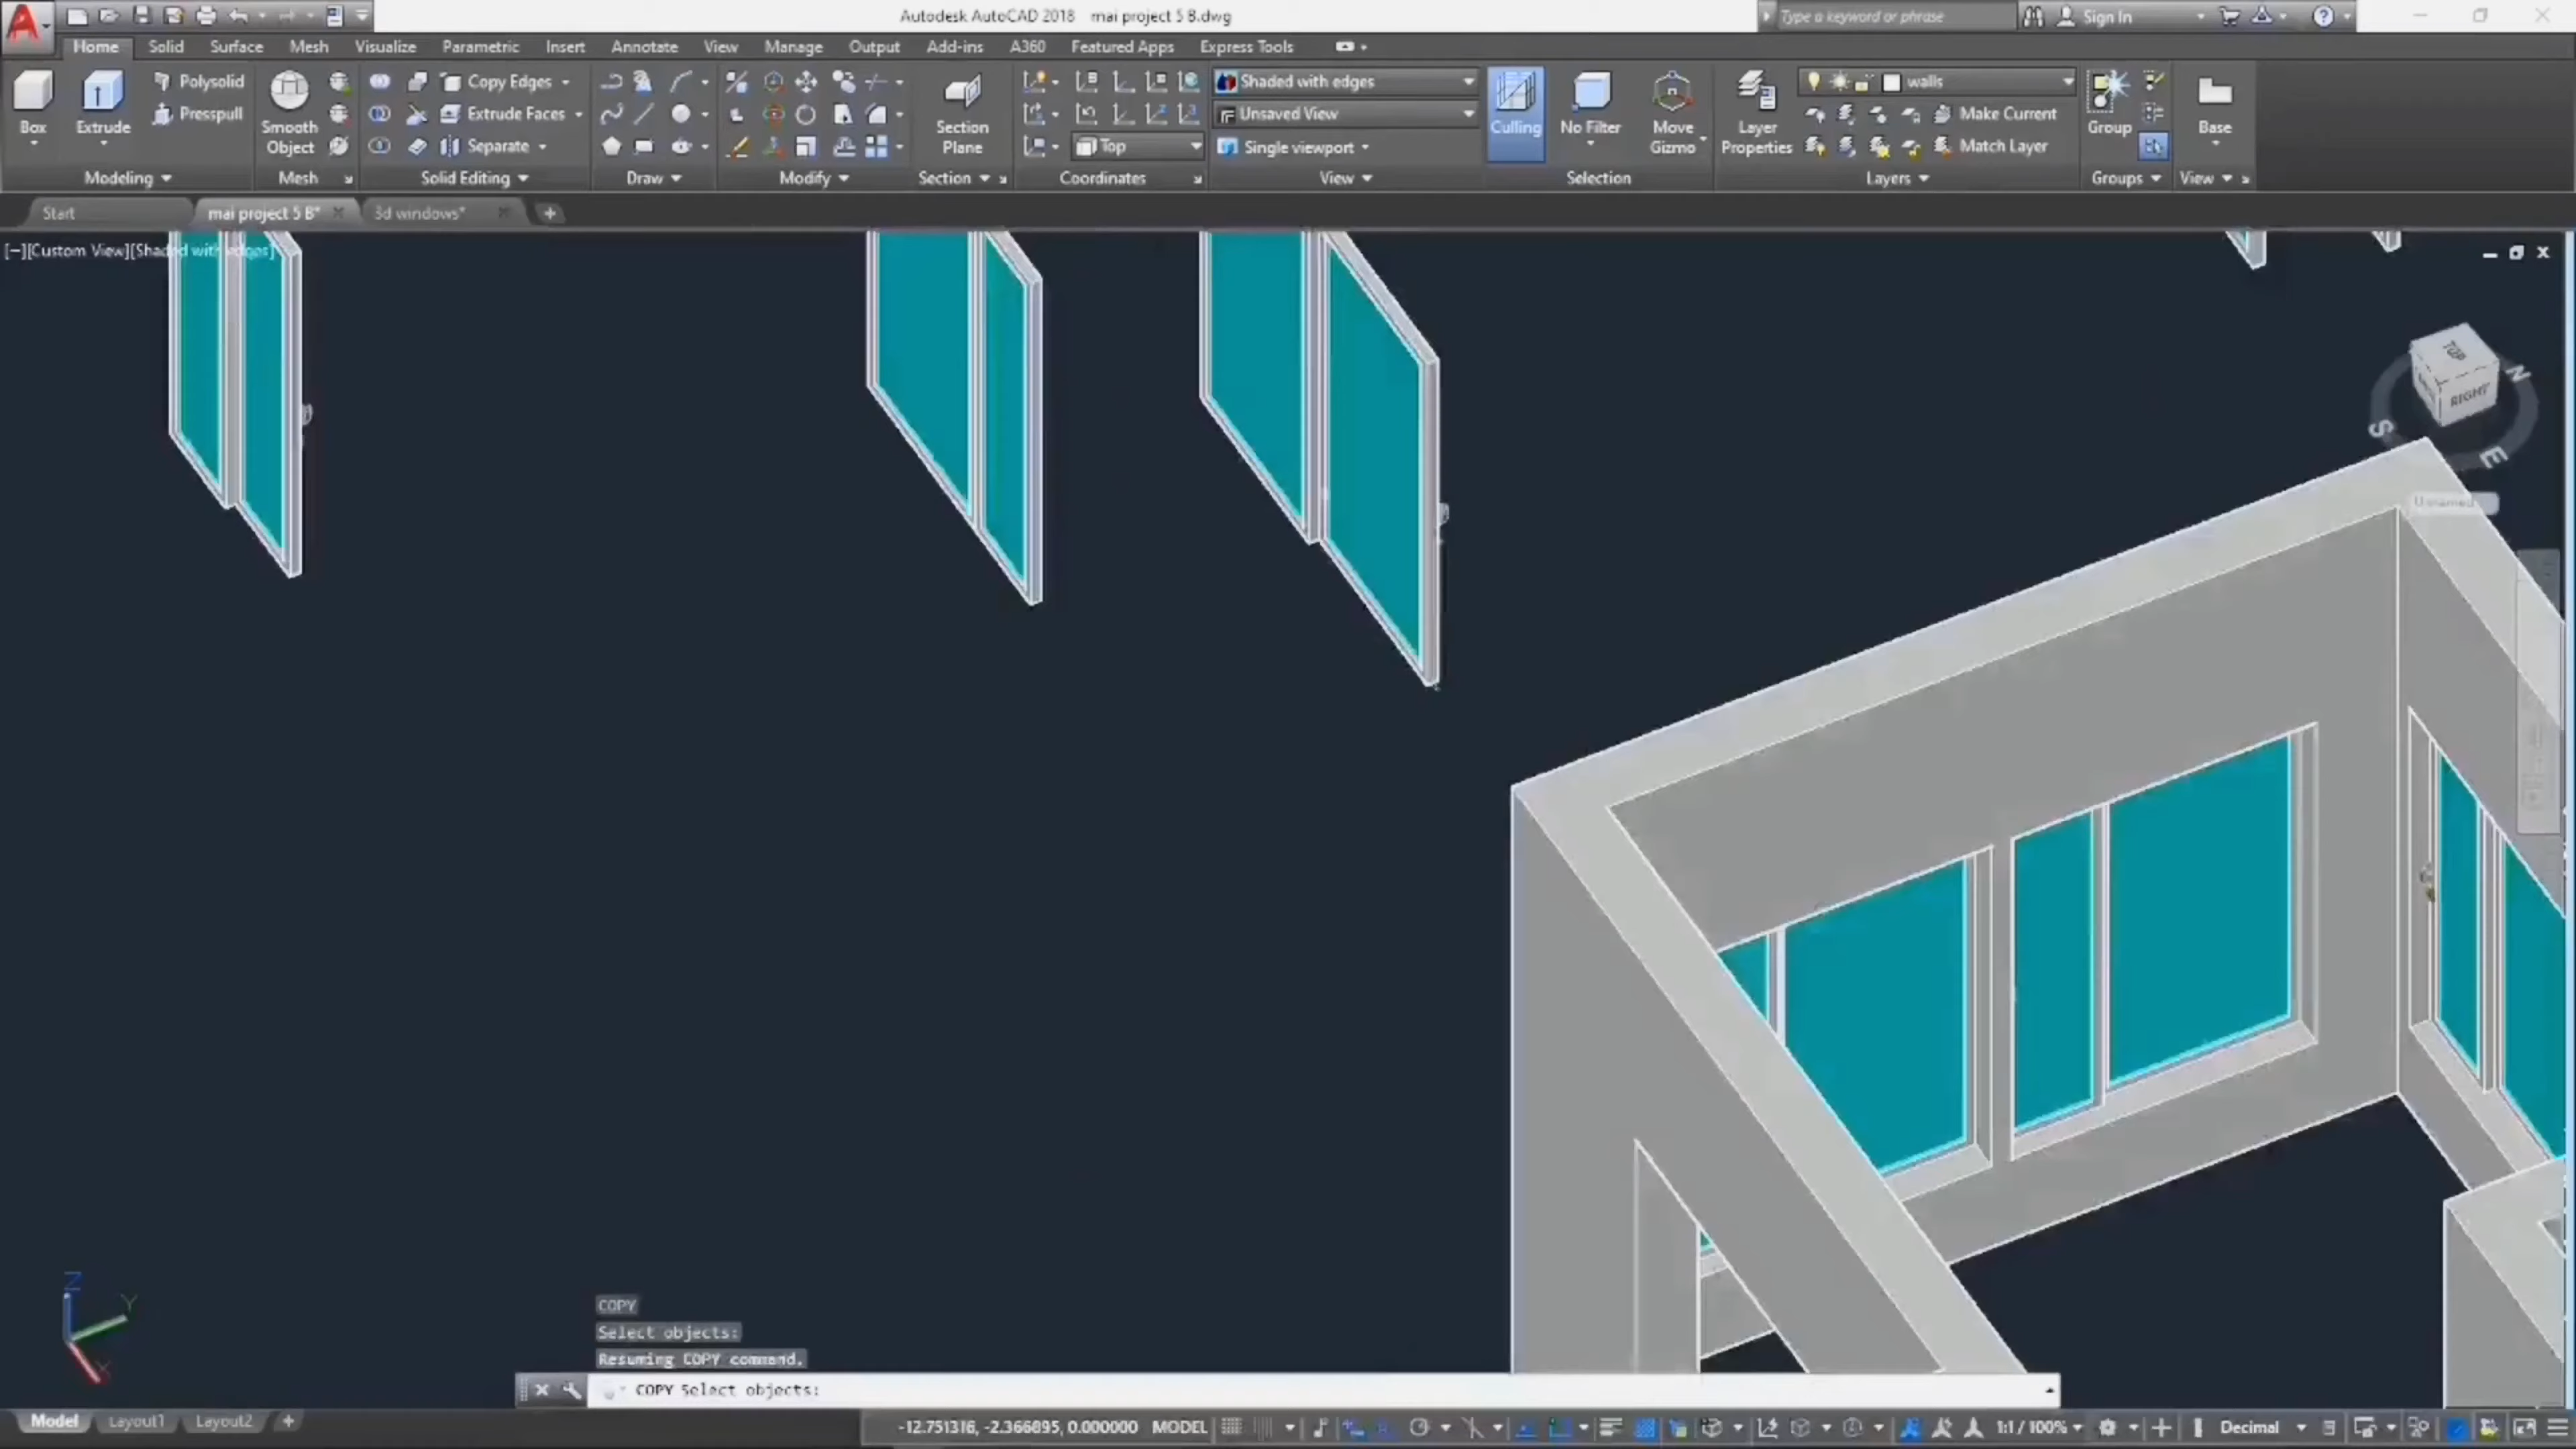 Autodesk AutoCAD 2018 mai project 5 B.dwg
Type a keyword or phrase
Sign In
Home Solid Surface Mesh Visualize Parametric Insert Annotate View Manage Output Add-ins A360 Featured Apps Express Tools
Box
Extrude
Polysolid
Presspull
Smooth Object
Copy Edges
Extrude Faces
Separate
Section Plane
Top
Shaded with edges
Unsaved View
Single viewport
Culling
No Filter
Move Gizmo
Layer Properties
walls
Make Current
Match Layer
Group
Base
Modeling Mesh Solid Editing Draw Modify Section Coordinates View Selection Layers Groups View
Start mai project 5 B* 3d windows*
[−][Custom View][Shaded with edges]
TOP
RIGHT
N
S
E
Unnamed
Z
Y
X
COPY
Select objects:
Resuming COPY command.
COPY Select objects:
Model Layout1 Layout2
-12.751316, -2.366895, 0.000000 MODEL 1:1 / 100% Decimal